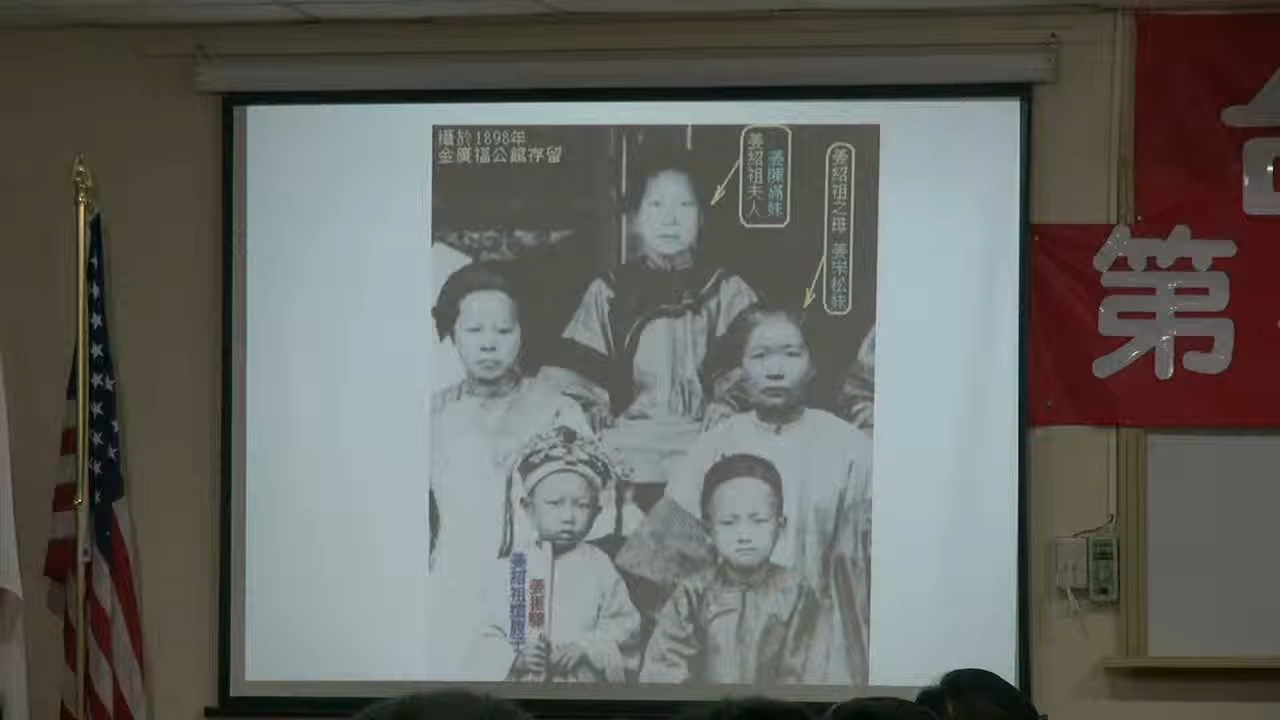 攝於1898年
金廣福公館存留
姜紹祖夫人
姜陳滿妹
姜紹祖之母 姜宋松妹
姜紹祖遺腹子
姜振驤
第